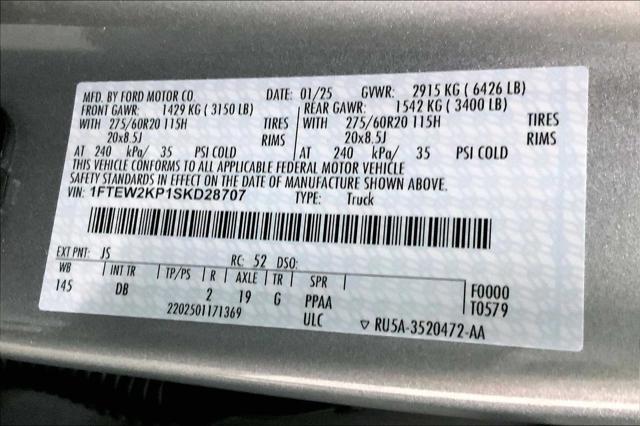 MFD. BY FORD MOTOR CO. DATE: 01/25 GVWR: 2915 KG ( 6426 LB)
FRONT GAWR: 1429 KG ( 3150 LB) REAR GAWR: 1542 KG ( 3400 LB)
WITH 275/60R20 115H TIRES WITH 275/60R20 115H TIRES
20x8.5J RIMS 20x8.5J RIMS
AT 240 kPa/ 35 PSI COLD AT 240 kPa/ 35 PSI COLD
THIS VEHICLE CONFORMS TO ALL APPLICABLE FEDERAL MOTOR VEHICLE
SAFETY STANDARDS IN EFFECT ON THE DATE OF MANUFACTURE SHOWN ABOVE.
VIN: 1FTEW2KP1SKD28707 TYPE: Truck
EXT PNT: JS RC: 52 DSO:
WB INT TR TP/PS R AXLE TR SPR F0000
145 DB 2 19 G PPAA T0579
2202501171369 ULC ▽ RU5A-3520472-AA